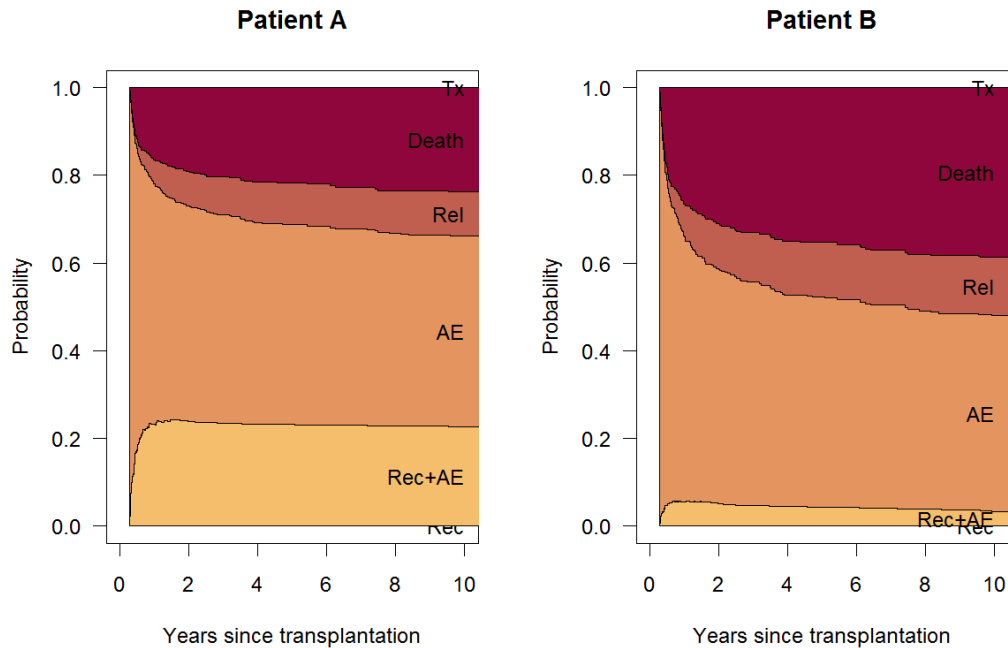 Patient A
Probability
1.0
0.8
0.6
0.4
0.2
0.0
Tx
Death
Rel
AE
Rec+AE
Rec
0 2 4 6 8 10
Years since transplantation
Patient B
Probability
1.0
0.8
0.6
0.4
0.2
0.0
Tx
Death
Rel
AE
Rec+AE
Rec
0 2 4 6 8 10
Years since transplantation